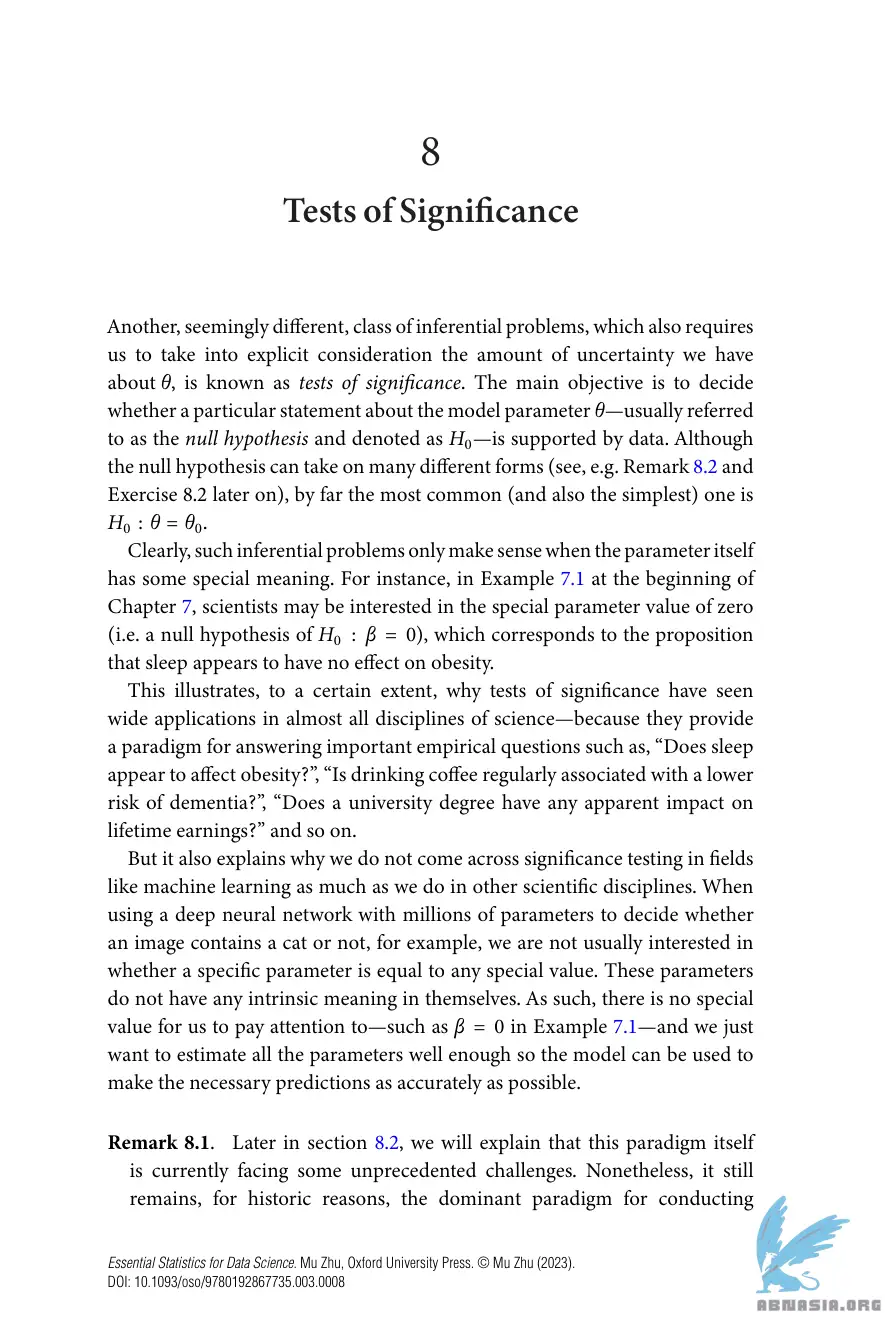 8
Tests of Significance
Another, seemingly different, class of inferential problems, which also requires
us to take into explicit consideration the amount of uncertainty we have
about θ, is known as tests of significance. The main objective is to decide
whether a particular statement about the model parameter θ—usually referred
to as the null hypothesis and denoted as H₀—is supported by data. Although
the null hypothesis can take on many different forms (see, e.g. Remark 8.2 and
Exercise 8.2 later on), by far the most common (and also the simplest) one is
H₀ : θ = θ₀.
Clearly, such inferential problems only make sense when the parameter itself
has some special meaning. For instance, in Example 7.1 at the beginning of
Chapter 7, scientists may be interested in the special parameter value of zero
(i.e. a null hypothesis of H₀ : β = 0), which corresponds to the proposition
that sleep appears to have no effect on obesity.
This illustrates, to a certain extent, why tests of significance have seen
wide applications in almost all disciplines of science—because they provide
a paradigm for answering important empirical questions such as, “Does sleep
appear to affect obesity?”, “Is drinking coffee regularly associated with a lower
risk of dementia?”, “Does a university degree have any apparent impact on
lifetime earnings?” and so on.
But it also explains why we do not come across significance testing in fields
like machine learning as much as we do in other scientific disciplines. When
using a deep neural network with millions of parameters to decide whether
an image contains a cat or not, for example, we are not usually interested in
whether a specific parameter is equal to any special value. These parameters
do not have any intrinsic meaning in themselves. As such, there is no special
value for us to pay attention to—such as β = 0 in Example 7.1—and we just
want to estimate all the parameters well enough so the model can be used to
make the necessary predictions as accurately as possible.
Remark 8.1. Later in section 8.2, we will explain that this paradigm itself
is currently facing some unprecedented challenges. Nonetheless, it still
remains, for historic reasons, the dominant paradigm for conducting
Essential Statistics for Data Science. Mu Zhu, Oxford University Press. © Mu Zhu (2023).
DOI: 10.1093/oso/9780192867735.003.0008
ABNASIA.ORG